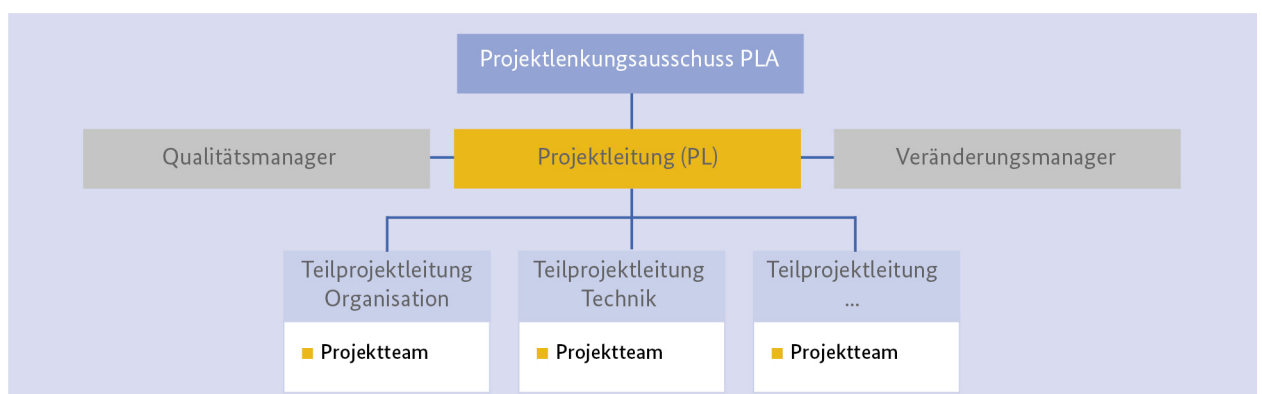 Projektlenkungsausschuss PLA
Qualitätsmanager
Projektleitung (PL)
Veränderungsmanager
Teilprojektleitung
Organisation
Projektteam
Teilprojektleitung
Technik
Projektteam
Teilprojektleitung
...
Projektteam